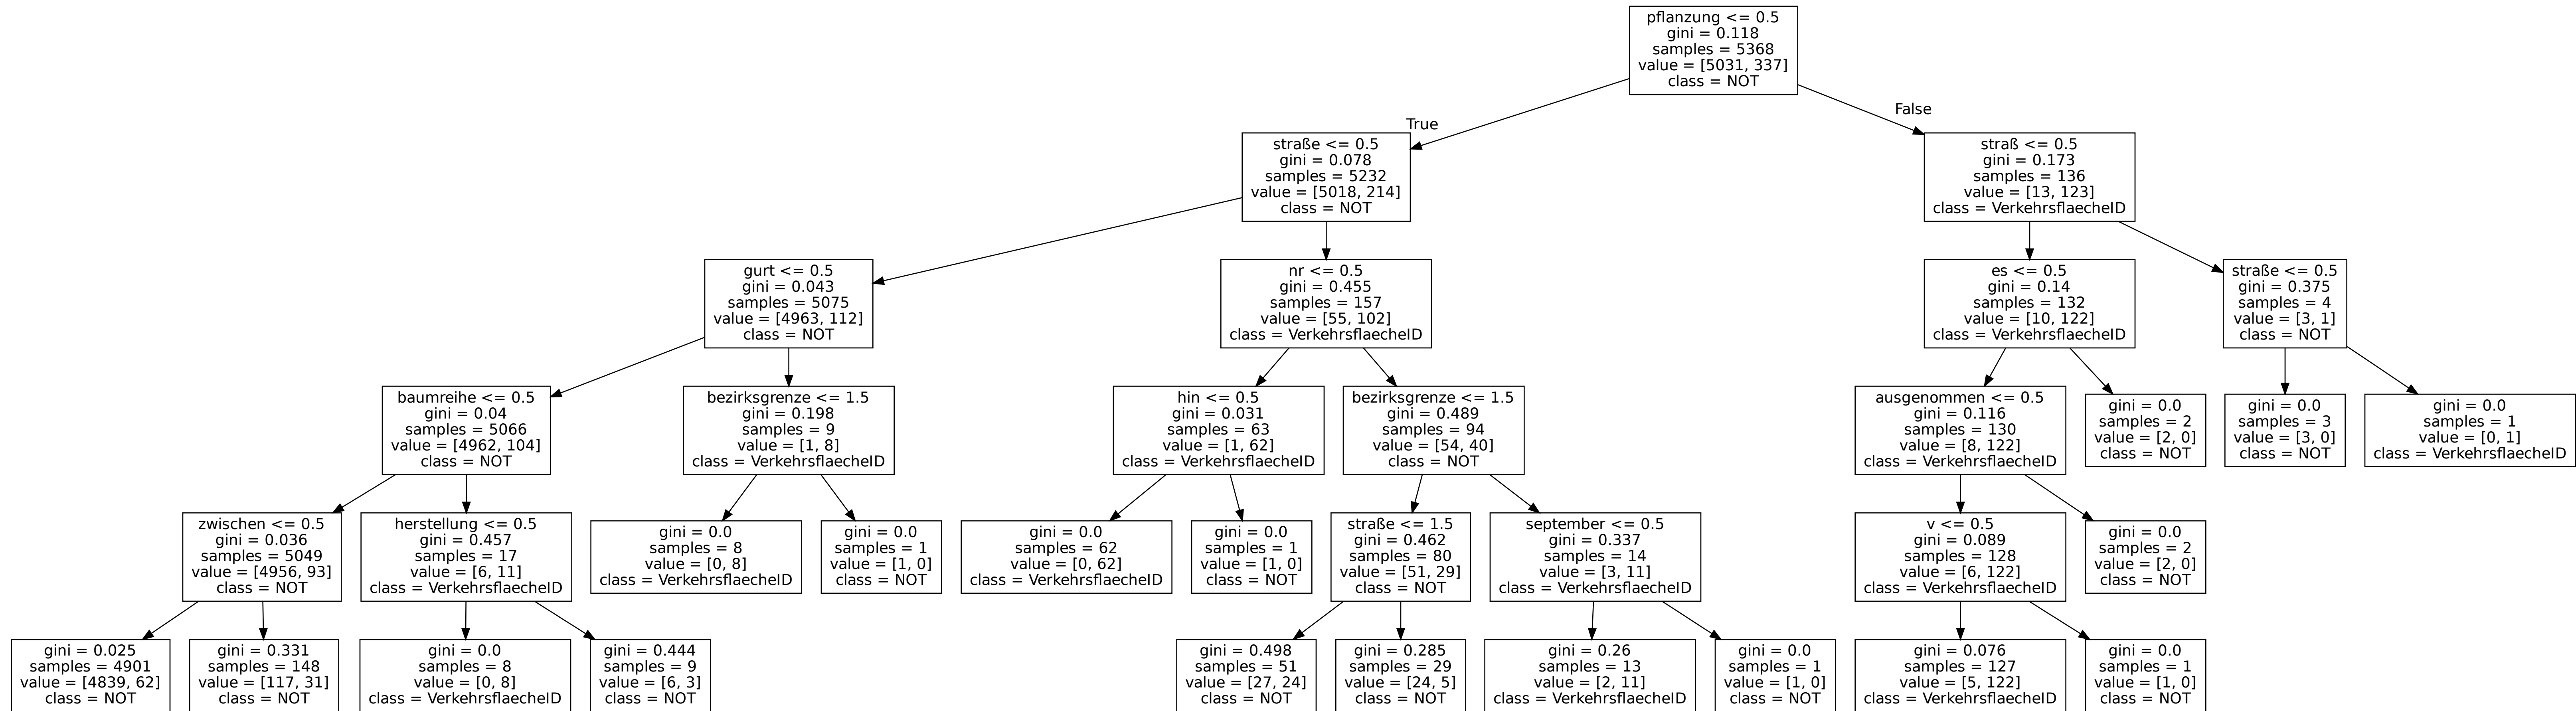 pflanzung <= 0.5
gini = 0.118
samples = 5368
value = [5031, 337]
class = NOT
True
False
straße <= 0.5
gini = 0.078
samples = 5232
value = [5018, 214]
class = NOT
straß <= 0.5
gini = 0.173
samples = 136
value = [13, 123]
class = VerkehrsflaecheID
gurt <= 0.5
gini = 0.043
samples = 5075
value = [4963, 112]
class = NOT
nr <= 0.5
gini = 0.455
samples = 157
value = [55, 102]
class = VerkehrsflaecheID
es <= 0.5
gini = 0.14
samples = 132
value = [10, 122]
class = VerkehrsflaecheID
straße <= 0.5
gini = 0.375
samples = 4
value = [3, 1]
class = NOT
baumreihe <= 0.5
gini = 0.04
samples = 5066
value = [4962, 104]
class = NOT
bezirksgrenze <= 1.5
gini = 0.198
samples = 9
value = [1, 8]
class = VerkehrsflaecheID
hin <= 0.5
gini = 0.031
samples = 63
value = [1, 62]
class = VerkehrsflaecheID
bezirksgrenze <= 1.5
gini = 0.489
samples = 94
value = [54, 40]
class = NOT
ausgenommen <= 0.5
gini = 0.116
samples = 130
value = [8, 122]
class = VerkehrsflaecheID
gini = 0.0
samples = 2
value = [2, 0]
class = NOT
gini = 0.0
samples = 3
value = [3, 0]
class = NOT
gini = 0.0
samples = 1
value = [0, 1]
class = VerkehrsflaecheID
zwischen <= 0.5
gini = 0.036
samples = 5049
value = [4956, 93]
class = NOT
herstellung <= 0.5
gini = 0.457
samples = 17
value = [6, 11]
class = VerkehrsflaecheID
gini = 0.0
samples = 8
value = [0, 8]
class = VerkehrsflaecheID
gini = 0.0
samples = 1
value = [1, 0]
class = NOT
gini = 0.0
samples = 62
value = [0, 62]
class = VerkehrsflaecheID
gini = 0.0
samples = 1
value = [1, 0]
class = NOT
straße <= 1.5
gini = 0.462
samples = 80
value = [51, 29]
class = NOT
september <= 0.5
gini = 0.337
samples = 14
value = [3, 11]
class = VerkehrsflaecheID
v <= 0.5
gini = 0.089
samples = 128
value = [6, 122]
class = VerkehrsflaecheID
gini = 0.0
samples = 2
value = [2, 0]
class = NOT
gini = 0.025
samples = 4901
value = [4839, 62]
class = NOT
gini = 0.331
samples = 148
value = [117, 31]
class = NOT
gini = 0.0
samples = 8
value = [0, 8]
class = VerkehrsflaecheID
gini = 0.444
samples = 9
value = [6, 3]
class = NOT
gini = 0.498
samples = 51
value = [27, 24]
class = NOT
gini = 0.285
samples = 29
value = [24, 5]
class = NOT
gini = 0.26
samples = 13
value = [2, 11]
class = VerkehrsflaecheID
gini = 0.0
samples = 1
value = [1, 0]
class = NOT
gini = 0.076
samples = 127
value = [5, 122]
class = VerkehrsflaecheID
gini = 0.0
samples = 1
value = [1, 0]
class = NOT